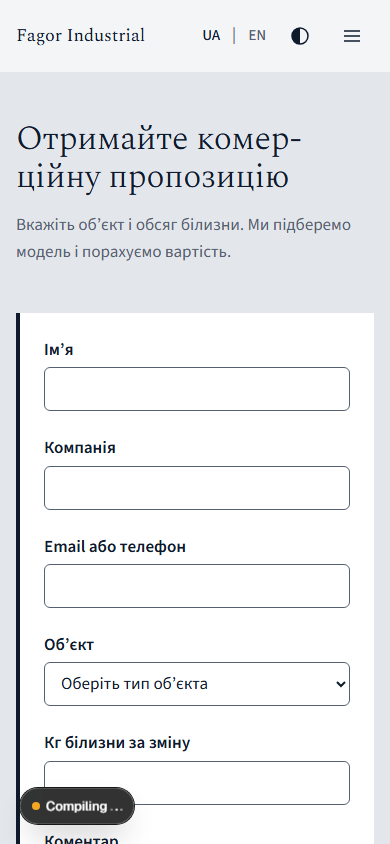 Fagor Industrial
UA | EN
Отримайте комер-
ційну пропозицію
Вкажіть об’єкт і обсяг білизни. Ми підберемо
модель і порахуємо вартість.
Ім’я
Компанія
Email або телефон
Об’єкт
Оберіть тип об’єкта
Кг білизни за зміну
Compiling ...
Коментар